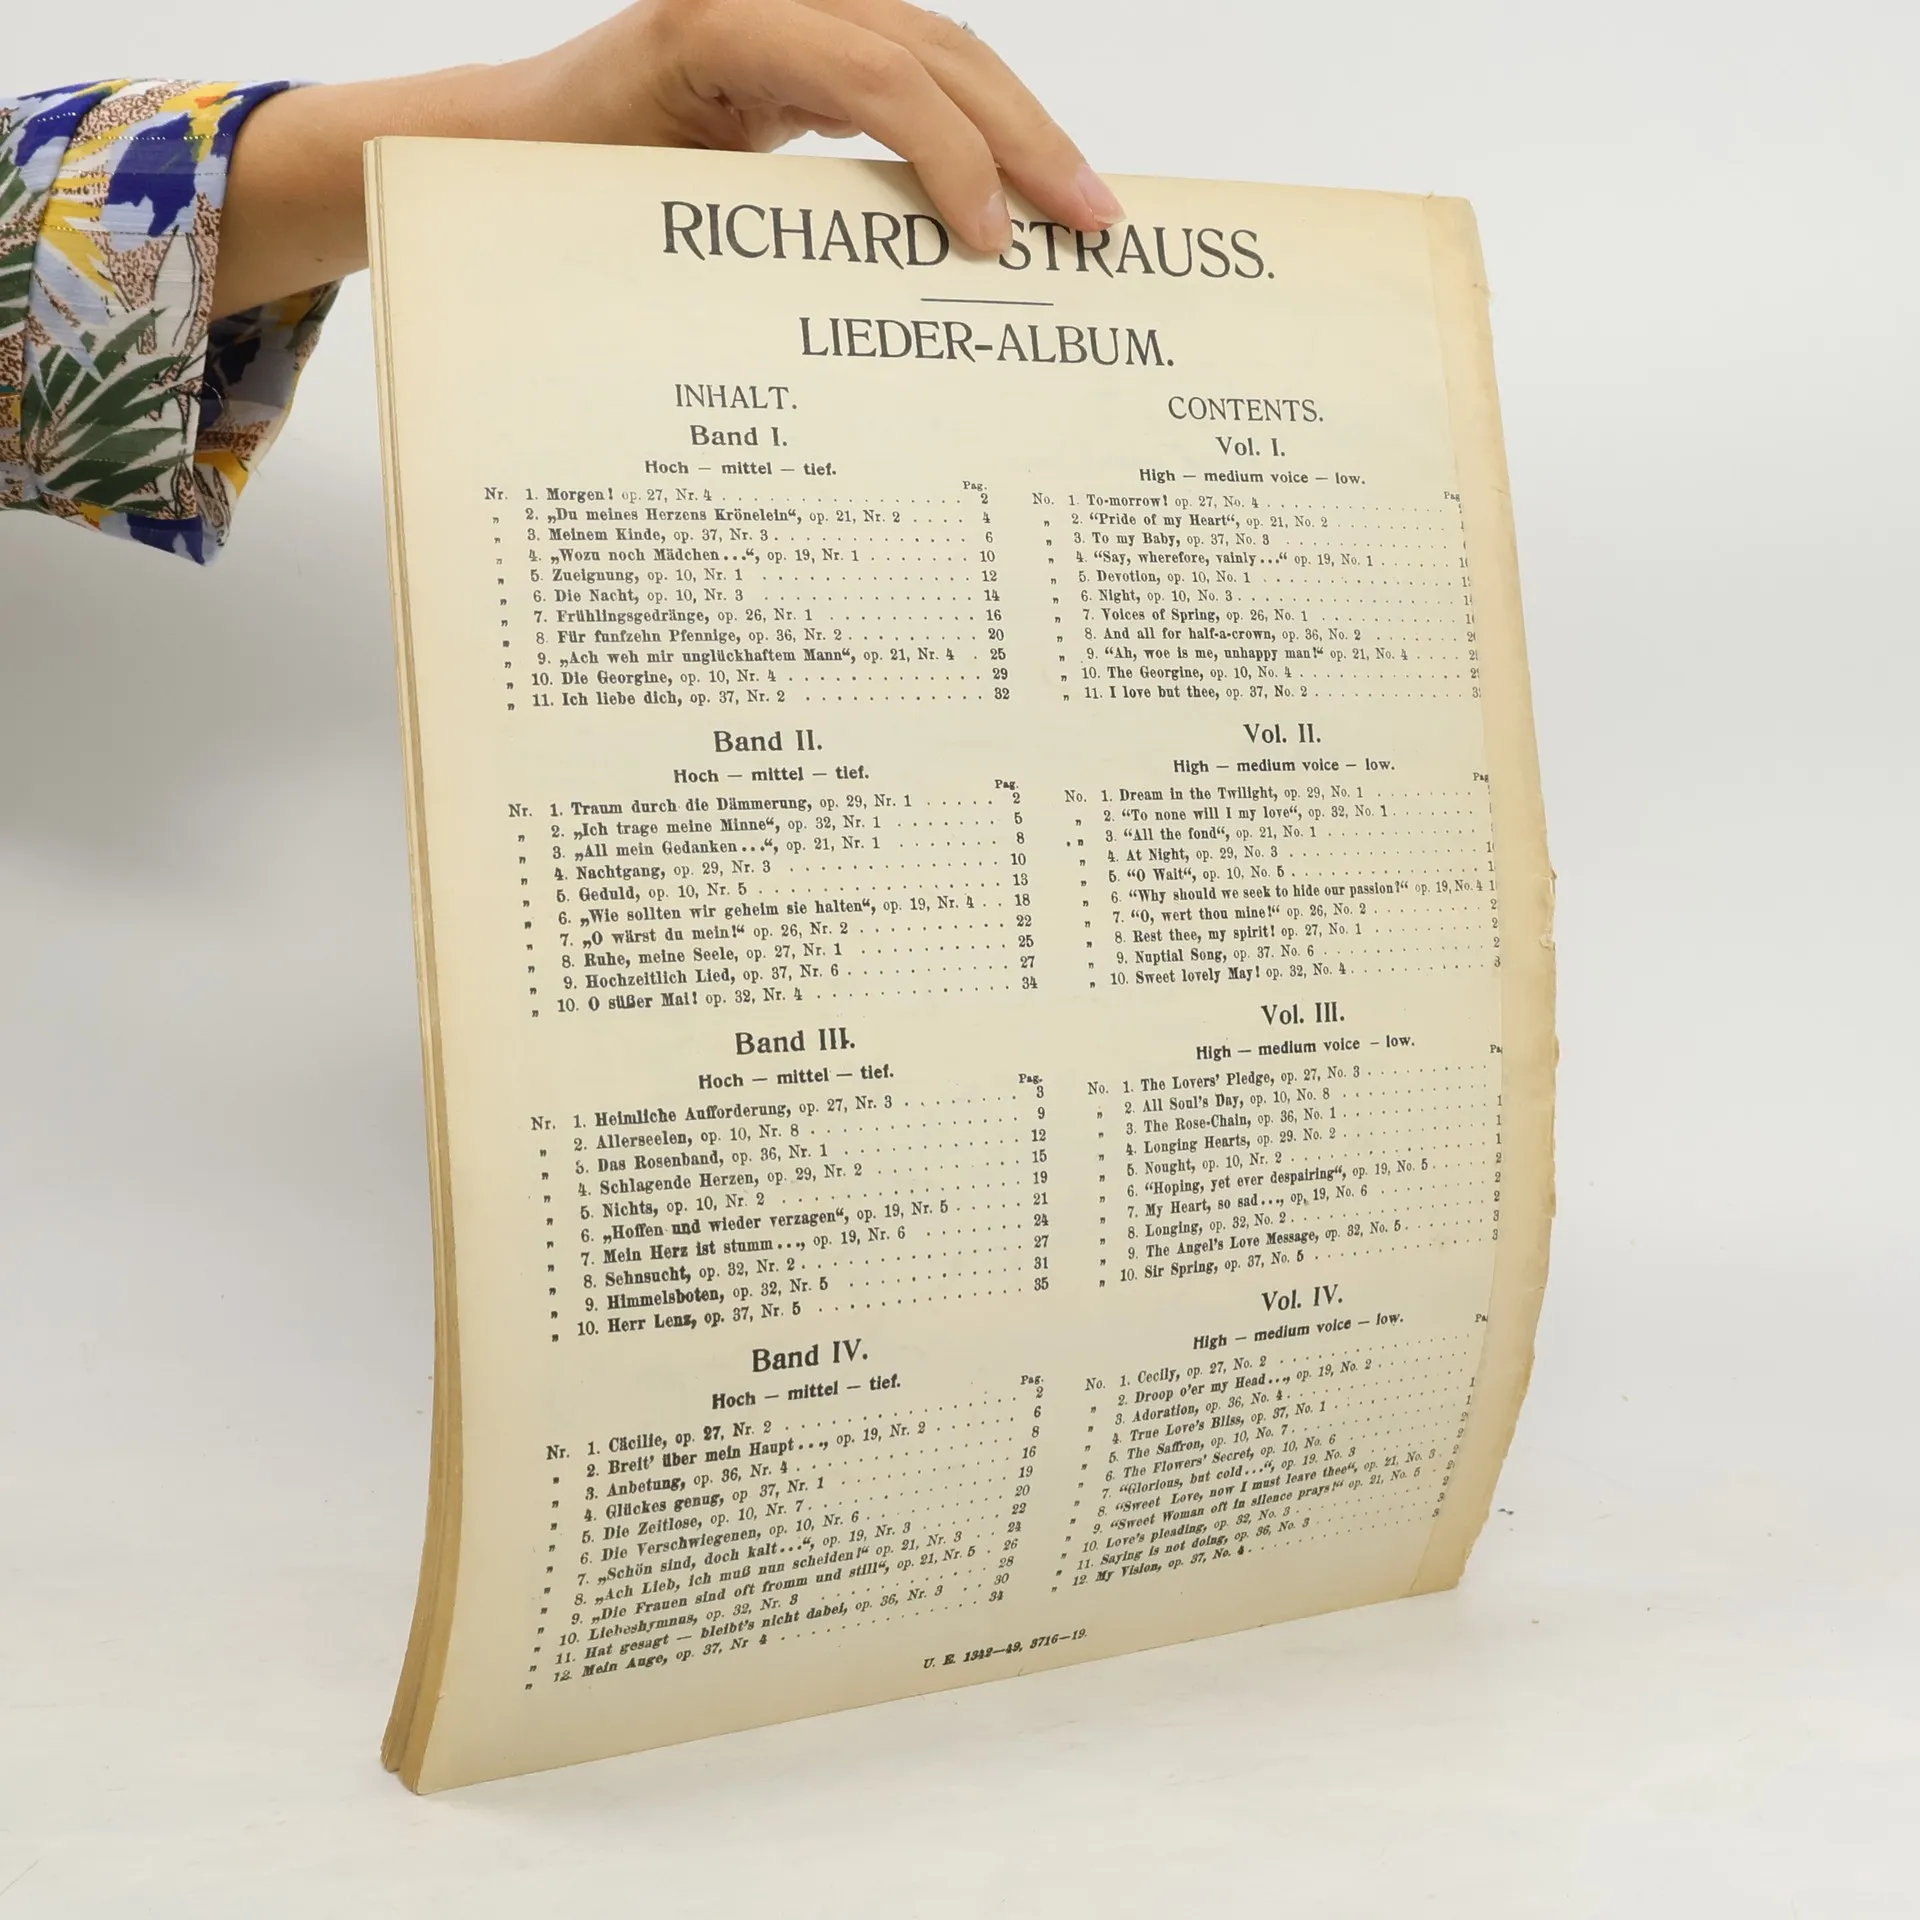 RICHARD STRAUSS.
LIEDER-ALBUM.
INHALT.
Band I.
Hoch — mittel — tief.
Pag.
Nr. 1. Morgen! op. 27, Nr. 4 . . . . . . . . . . . . . . . . 2
„ 2. „Du meines Herzens Krönelein“, op. 21, Nr. 2 . . . . 4
„ 3. Meinem Kinde, op. 37, Nr. 3 . . . . . . . . . . . . . 6
„ 4. „Wozu noch Mädchen ...“, op. 19, Nr. 1 . . . . . . . 10
„ 5. Zueignung, op. 10, Nr. 1 . . . . . . . . . . . . . . 12
„ 6. Die Nacht, op. 10, Nr. 3 . . . . . . . . . . . . . . 14
„ 7. Frühlingsgedränge, op. 26, Nr. 1 . . . . . . . . . . 16
„ 8. Für funfzehn Pfennige, op. 36, Nr. 2 . . . . . . . . . 20
„ 9. „Ach weh mir unglückhaftem Mann“, op. 21, Nr. 4 . 25
„ 10. Die Georgine, op. 10, Nr. 4 . . . . . . . . . . . . . 29
„ 11. Ich liebe dich, op. 37, Nr. 2 . . . . . . . . . . . . 32
Band II.
Hoch — mittel — tief.
Pag.
Nr. 1. Traum durch die Dämmerung, op. 29, Nr. 1 . . . . . 2
„ 2. „Ich trage meine Minne“, op. 32, Nr. 1 . . . . . . . 5
„ 3. „All mein Gedanken ...“, op. 21, Nr. 1 . . . . . . . 8
„ 4. Nachtgang, op. 29, Nr. 3 . . . . . . . . . . . . . 10
„ 5. Geduld, op. 10, Nr. 5 . . . . . . . . . . . . . . . 13
„ 6. „Wie sollten wir geheim sie halten“, op. 19, Nr. 4 . . 18
„ 7. „O wärst du mein!“ op. 26, Nr. 2 . . . . . . . . . . 22
„ 8. Ruhe, meine Seele, op. 27, Nr. 1 . . . . . . . . . . 25
„ 9. Hochzeitlich Lied, op. 37, Nr. 6 . . . . . . . . . . . 27
„ 10. O süßer Mai! op. 32, Nr. 4 . . . . . . . . . . . . . 34
Band III.
Hoch — mittel — tief.
Pag.
Nr. 1. Heimliche Aufforderung, op. 27, Nr. 3 . . . . . . . . 3
„ 2. Allerseelen, op. 10, Nr. 8 . . . . . . . . . . . . . 9
„ 3. Das Rosenband, op. 36, Nr. 1 . . . . . . . . . . . . 12
„ 4. Schlagende Herzen, op. 29, Nr. 2 . . . . . . . . . . 15
„ 5. Nichts, op. 10, Nr. 2 . . . . . . . . . . . . . . . 19
„ 6. „Hoffen und wieder verzagen“, op. 19, Nr. 5 . . . . . 21
„ 7. Mein Herz ist stumm ..., op. 19, Nr. 6 . . . . . . . 24
„ 8. Sehnsucht, op. 32, Nr. 2 . . . . . . . . . . . . . . 27
„ 9. Himmelsboten, op. 32, Nr. 5 . . . . . . . . . . . . 31
„ 10. Herr Lenz, op. 37, Nr. 5 . . . . . . . . . . . . . 35
Band IV.
Hoch — mittel — tief.
Pag.
Nr. 1. Cäcilie, op. 27, Nr. 2 . . . . . . . . . . . . . . 2
„ 2. Breit’ über mein Haupt ..., op. 19, Nr. 2 . . . . . . 6
„ 3. Anbetung, op. 36, Nr. 4 . . . . . . . . . . . . . . 8
„ 4. Glückes genug, op 37, Nr. 1 . . . . . . . . . . . . 16
„ 5. Die Zeitlose, op. 10, Nr. 7 . . . . . . . . . . . . . 19
„ 6. Die Verschwiegenen, op. 10, Nr. 6 . . . . . . . . . . 20
„ 7. „Schön sind, doch kalt ...“, op. 19, Nr. 3 . . . . . . 22
„ 8. „Ach Lieb, ich muß nun scheiden!“ op. 21, Nr. 3 . . 24
„ 9. „Die Frauen sind oft fromm und still“, op. 21, Nr. 5 . 26
„ 10. Liebeshymnus, op. 32, Nr. 3 . . . . . . . . . . . 28
„ 11. Hat gesagt — bleibt’s nicht dabei, op. 36, Nr. 3 . . 30
„ 12. Mein Auge, op. 37, Nr 4 . . . . . . . . . . . . . 34
CONTENTS.
Vol. I.
High — medium voice — low.
No. 1. To-morrow! op. 27, No. 4
„ 2. “Pride of my Heart“, op. 21, No. 2
„ 3. To my Baby, op. 37, No. 3
„ 4. “Say, wherefore, vainly ...“ op. 19, No. 1
„ 5. Devotion, op. 10, No. 1
„ 6. Night, op. 10, No. 3
„ 7. Voices of Spring, op. 26, No. 1
„ 8. And all for half-a-crown, op. 36, No. 2
„ 9. “Ah, woe is me, unhappy man!“ op. 21, No. 4
„ 10. The Georgine, op. 10, No. 4
„ 11. I love but thee, op. 37, No. 2
Vol. II.
High — medium voice — low.
No. 1. Dream in the Twilight, op. 29, No. 1
„ 2. “To none will I my love“, op. 32, No. 1
„ 3. “All the fond“, op. 21, No. 1
„ 4. At Night, op. 29, No. 3
„ 5. “O Wait“, op. 10, No. 5
„ 6. “Why should we seek to hide our passion?“ op. 19, No. 4
„ 7. “O, wert thou mine!“ op. 26, No. 2
„ 8. Rest thee, my spirit! op. 27, No. 1
„ 9. Nuptial Song, op. 37. No. 6
„ 10. Sweet lovely May! op. 32, No. 4
Vol. III.
High — medium voice — low.
No. 1. The Lovers’ Pledge, op. 27, No. 3
„ 2. All Soul’s Day, op. 10, No. 8
„ 3. The Rose-Chain, op. 36, No. 1
„ 4. Longing Hearts, op. 29. No. 2
„ 5. Nought, op. 10, Nr. 2
„ 6. “Hoping, yet ever despairing“, op. 19, No. 5
„ 7. My Heart, so sad ..., op, 19, No. 6
„ 8. Longing, op. 32, No. 2
„ 9. The Angel’s Love Message, op. 32, No. 5
„ 10. Sir Spring, op. 37, No. 5
Vol. IV.
High — medium voice — low.
No. 1. Cecily, op. 27, No. 2
„ 2. Droop o’er my Head ..., op. 19, No. 2
„ 3. Adoration, op. 36, No. 4
„ 4. True Love’s Bliss, op. 37, No. 1
„ 5. The Saffron, op. 10, No. 7
„ 6. The Flowers’ Secret, op. 10, No. 6
„ 7. “Glorious, but cold ...“, op. 19. No. 3
„ 8. “Sweet Love, now I must leave thee“, op. 21, No. 3
„ 9. “Sweet Woman oft in silence prays!“ op. 21, No. 5
„ 10. Love’s pleading, op. 32, No. 3
„ 11. Saying is not doing, op. 36, No. 3
„ 12. My Vision, op. 37, No. 4
U. E. 1342—49, 3716—19.